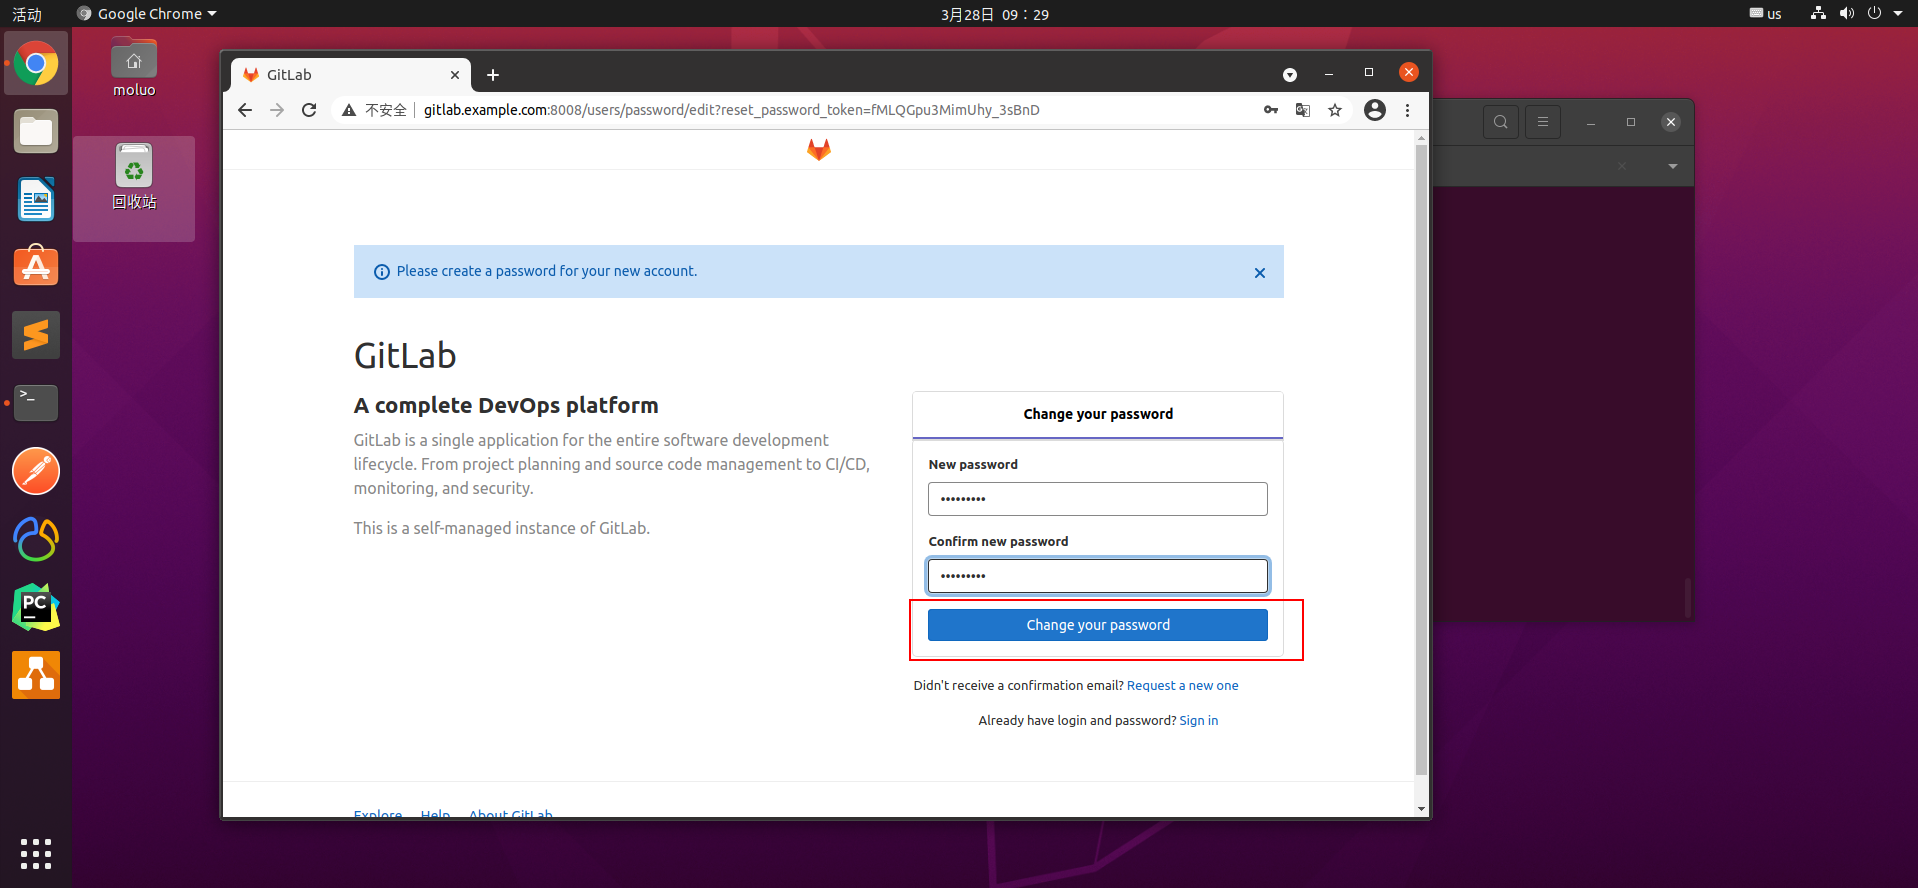 活动
Google Chrome
3月28日 09：29
us
moluo
回收站
GitLab
不安全
gitlab.example.com:8008/users/password/edit?reset_password_token=fMLQGpu3MimUhy_3sBnD
Please create a password for your new account.
GitLab
A complete DevOps platform
GitLab is a single application for the entire software development
lifecycle. From project planning and source code management to CI/CD,
monitoring, and security.
This is a self-managed instance of GitLab.
Change your password
New password
•••••••••
Confirm new password
•••••••••
Change your password
Didn't receive a confirmation email? Request a new one
Already have login and password? Sign in
Explore Help About GitLab
>_
PC